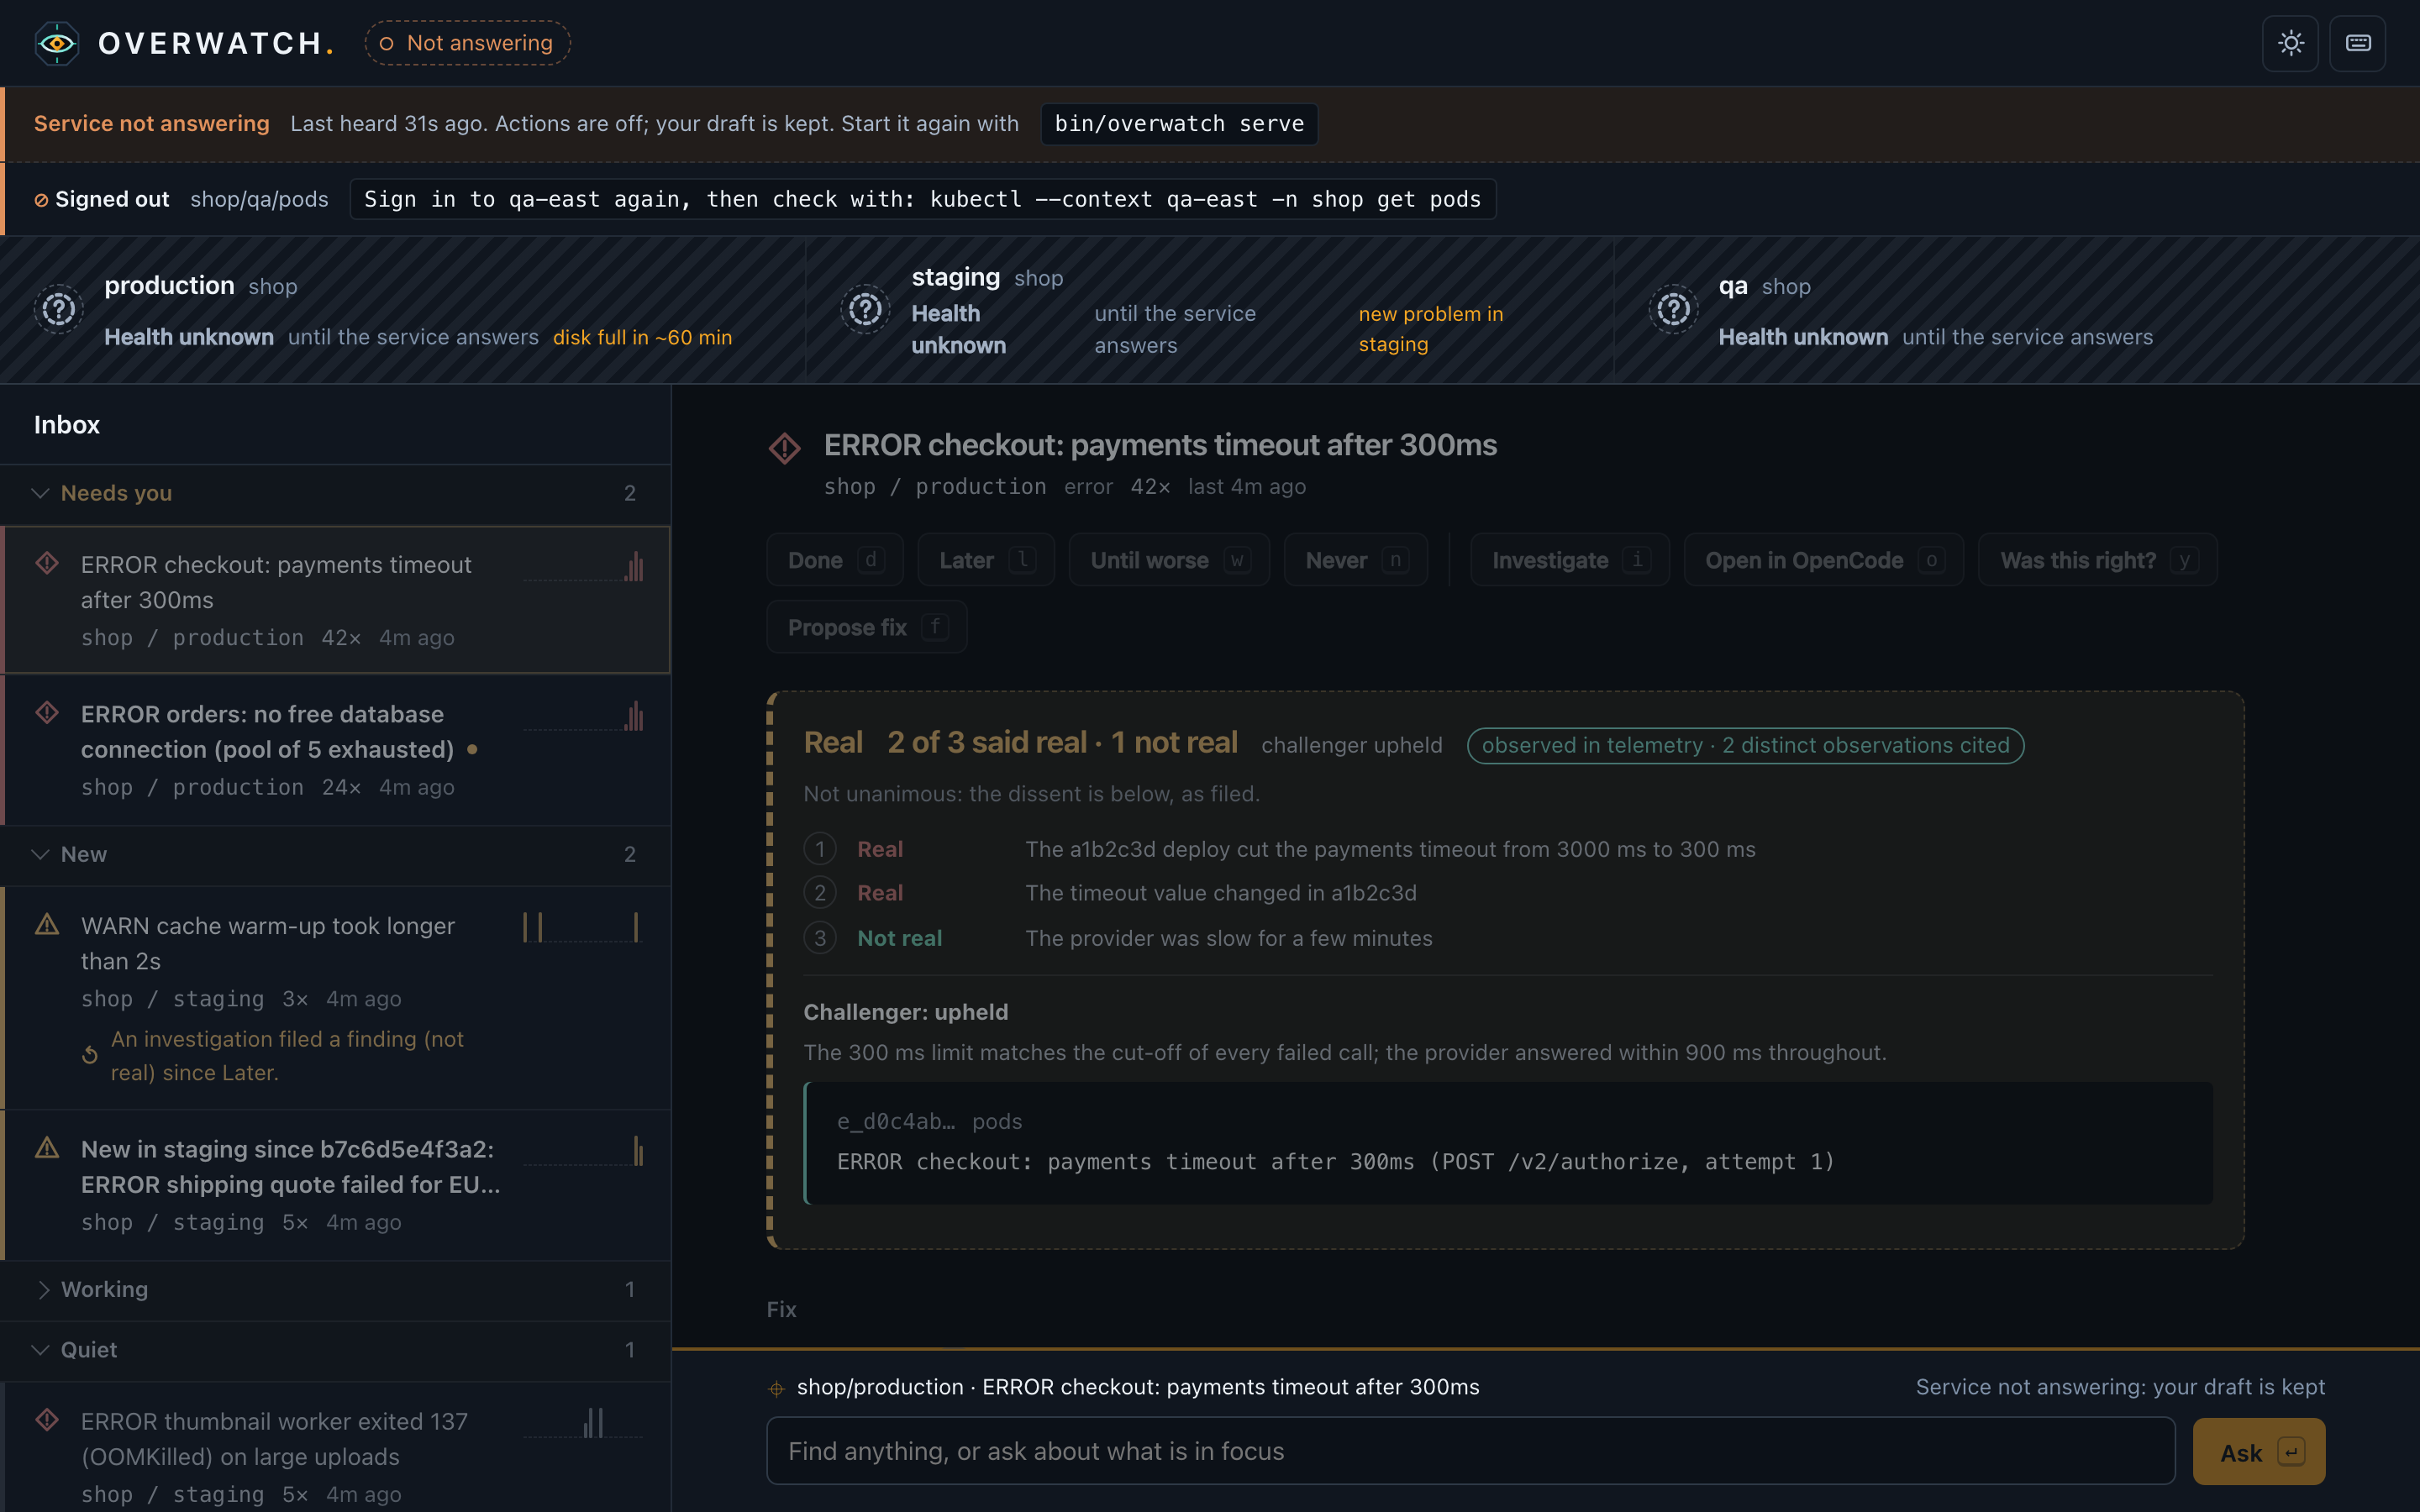 OVERWATCH.
Not answering
Service not answering Last heard 31s ago. Actions are off; your draft is kept. Start it again with bin/overwatch serve
Signed out shop/qa/pods Sign in to qa-east again, then check with: kubectl --context qa-east -n shop get pods
production shop
Health unknown until the service answers disk full in ~60 min
staging shop
Health unknown until the service answers new problem in staging
qa shop
Health unknown until the service answers
Inbox
Needs you 2
ERROR checkout: payments timeout
after 300ms
shop / production 42× 4m ago
ERROR orders: no free database
connection (pool of 5 exhausted)
shop / production 24× 4m ago
New 2
WARN cache warm-up took longer
than 2s
shop / staging 3× 4m ago
An investigation filed a finding (not
real) since Later.
New in staging since b7c6d5e4f3a2:
ERROR shipping quote failed for EU…
shop / staging 5× 4m ago
Working 1
Quiet 1
ERROR thumbnail worker exited 137
(OOMKilled) on large uploads
shop / staging 5× 4m ago
ERROR checkout: payments timeout after 300ms
shop / production error 42× last 4m ago
Done d Later l Until worse w Never n Investigate i Open in OpenCode o Was this right? y
Propose fix f
Real 2 of 3 said real · 1 not real challenger upheld observed in telemetry · 2 distinct observations cited
Not unanimous: the dissent is below, as filed.
1 Real The a1b2c3d deploy cut the payments timeout from 3000 ms to 300 ms
2 Real The timeout value changed in a1b2c3d
3 Not real The provider was slow for a few minutes
Challenger: upheld
The 300 ms limit matches the cut-off of every failed call; the provider answered within 900 ms throughout.
e_d0c4ab… pods
ERROR checkout: payments timeout after 300ms (POST /v2/authorize, attempt 1)
Fix
shop/production · ERROR checkout: payments timeout after 300ms
Service not answering: your draft is kept
Find anything, or ask about what is in focus
Ask ↵